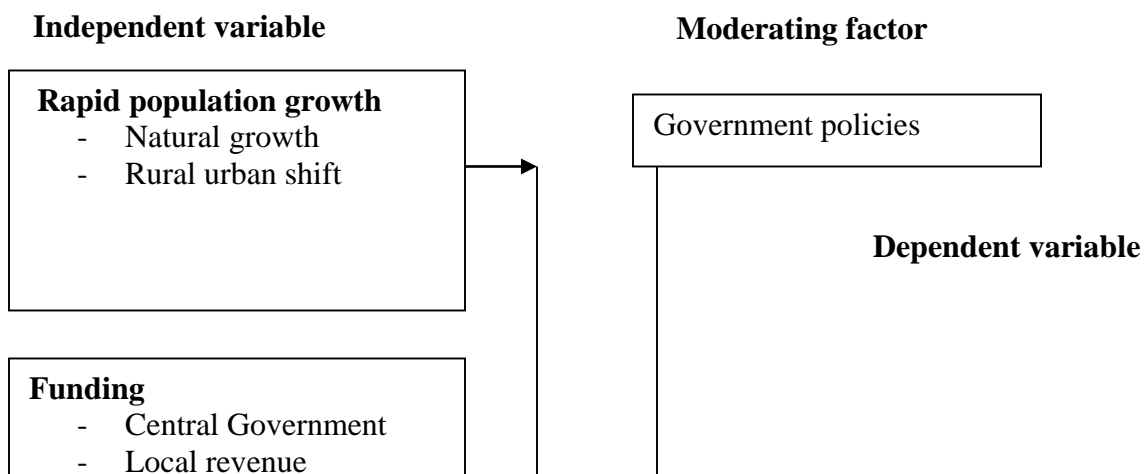 Independent variable
Moderating factor
Rapid population growth
- Natural growth
- Rural urban shift
Government policies
Dependent variable
Funding
- Central Government
- Local revenue